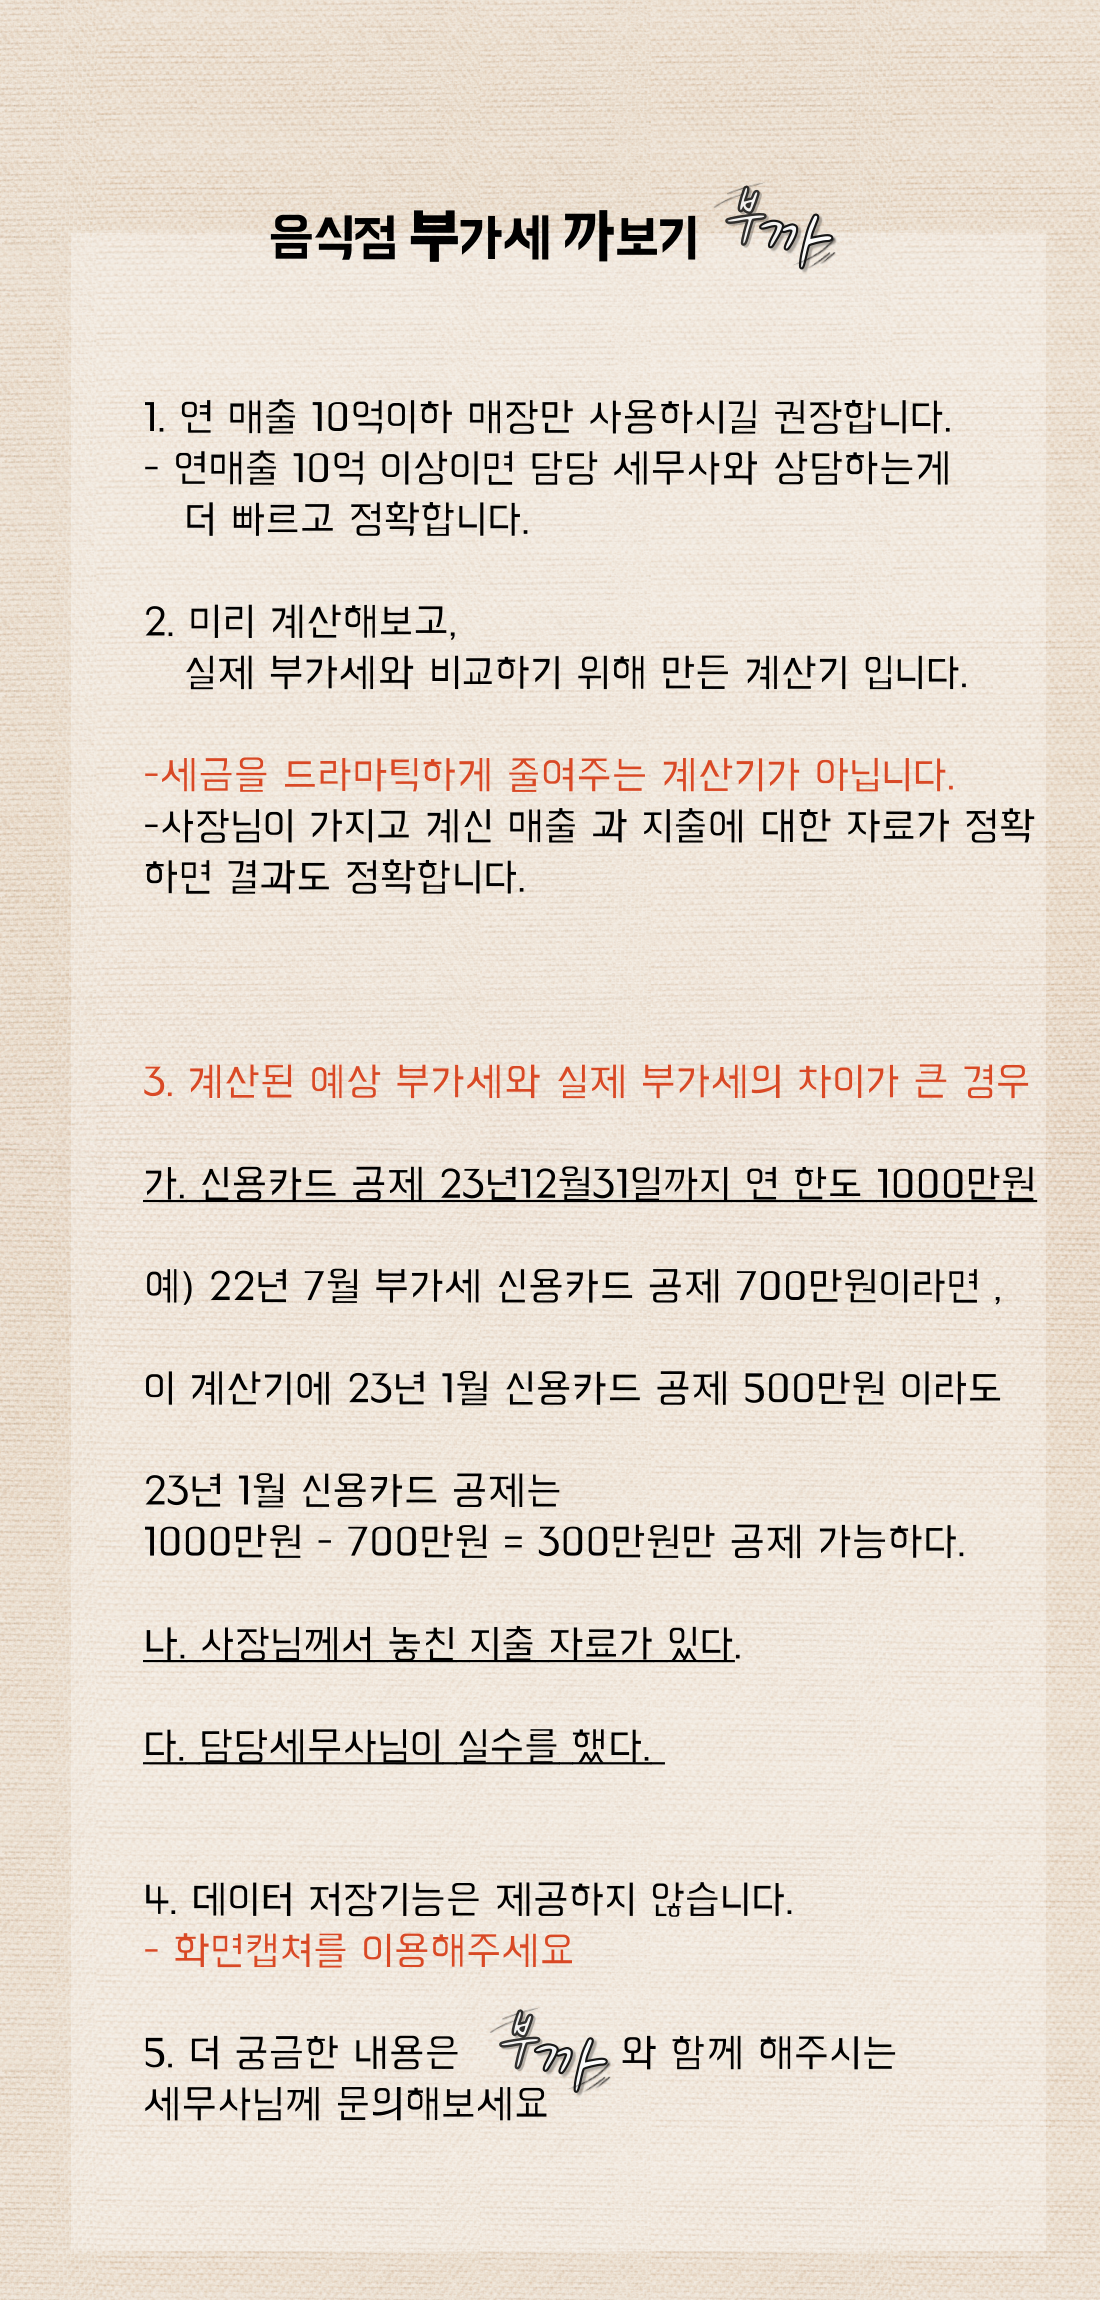 음식점 부가세 까보기 부까
1. 연 매출 10억이하 매장만 사용하시길 권장합니다.
- 연매출 10억 이상이면 담당 세무사와 상담하는게
더 빠르고 정확합니다.
2. 미리 계산해보고,
실제 부가세와 비교하기 위해 만든 계산기 입니다.
-세금을 드라마틱하게 줄여주는 계산기가 아닙니다.
-사장님이 가지고 계신 매출 과 지출에 대한 자료가 정확
하면 결과도 정확합니다.
3. 계산된 예상 부가세와 실제 부가세의 차이가 큰 경우
가. 신용카드 공제 23년12월31일까지 연 한도 1000만원
예) 22년 7월 부가세 신용카드 공제 700만원이라면 ,
이 계산기에 23년 1월 신용카드 공제 500만원 이라도
23년 1월 신용카드 공제는
1000만원 - 700만원 = 300만원만 공제 가능하다.
나. 사장님께서 놓친 지출 자료가 있다.
다. 담당세무사님이 실수를 했다.
4. 데이터 저장기능은 제공하지 않습니다.
- 화면캡쳐를 이용해주세요
5. 더 궁금한 내용은 부까 와 함께 해주시는
세무사님께 문의해보세요